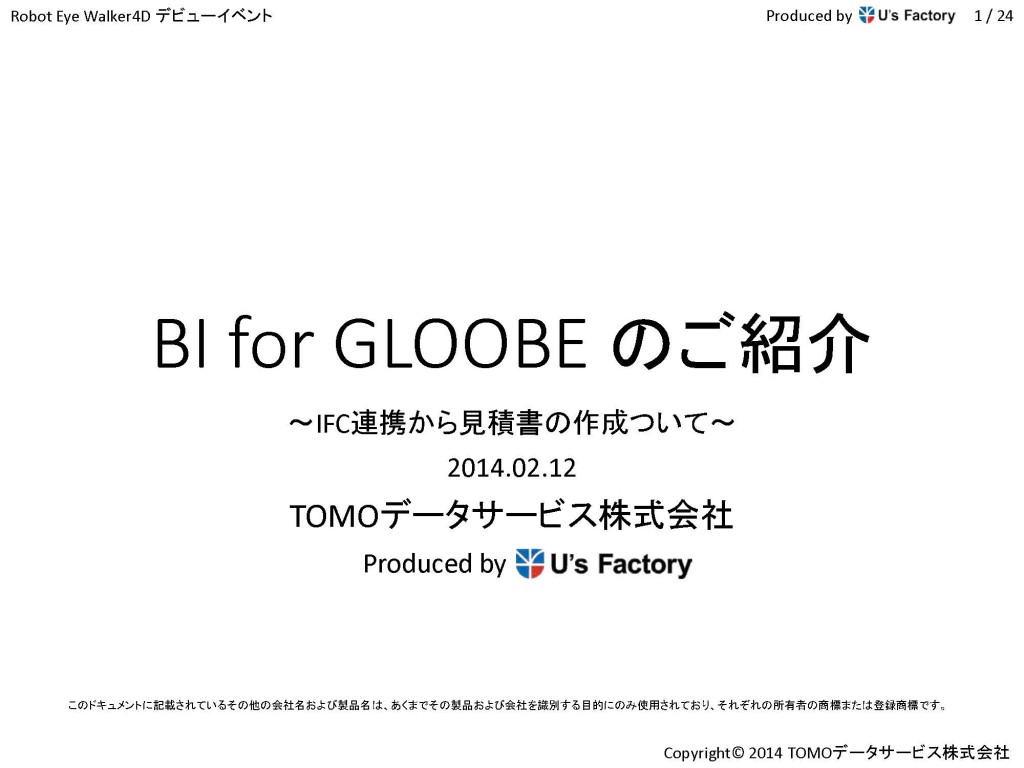 Robot Eye Walker4D デビューイベント
Produced by U's Factory 1 / 24
BI for GLOOBE のご紹介
～IFC連携から見積書の作成ついて～
2014.02.12
TOMOデータサービス株式会社
Produced by U's Factory
このドキュメントに記載されているその他の会社名および製品名は、あくまでその製品および会社を識別する目的にのみ使用されており、それぞれの所有者の商標または登録商標です。
Copyright© 2014 TOMOデータサービス株式会社